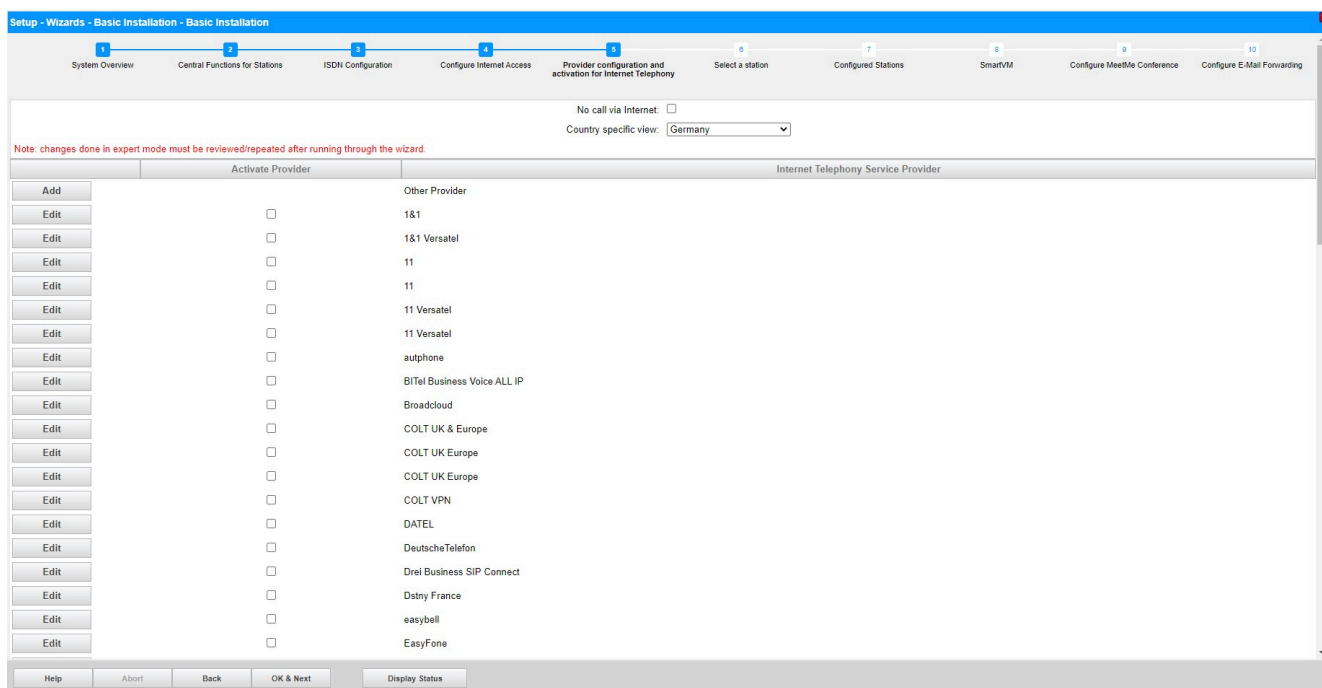 Setup - Wizards - Basic Installation - Basic Installation
1 2 3 4 5 6 7 8 9 10
System Overview Central Functions for Stations ISDN Configuration Configure Internet Access Provider configuration and activation for Internet Telephony Select a station Configured Stations SmartVM Configure MeetMe Conference Configure E-Mail Forwarding
No call via Internet:
Country specific view: Germany
Note: changes done in expert mode must be reviewed/repeated after running through the wizard.
Activate Provider Internet Telephony Service Provider
Add Other Provider
Edit 1&1
Edit 1&1 Versatel
Edit 11
Edit 11
Edit 11 Versatel
Edit 11 Versatel
Edit autphone
Edit BITel Business Voice ALL IP
Edit Broadcloud
Edit COLT UK & Europe
Edit COLT UK Europe
Edit COLT UK Europe
Edit COLT VPN
Edit DATEL
Edit DeutscheTelefon
Edit Drei Business SIP Connect
Edit Dstny France
Edit easybell
Edit EasyFone
Help Abort Back OK & Next Display Status